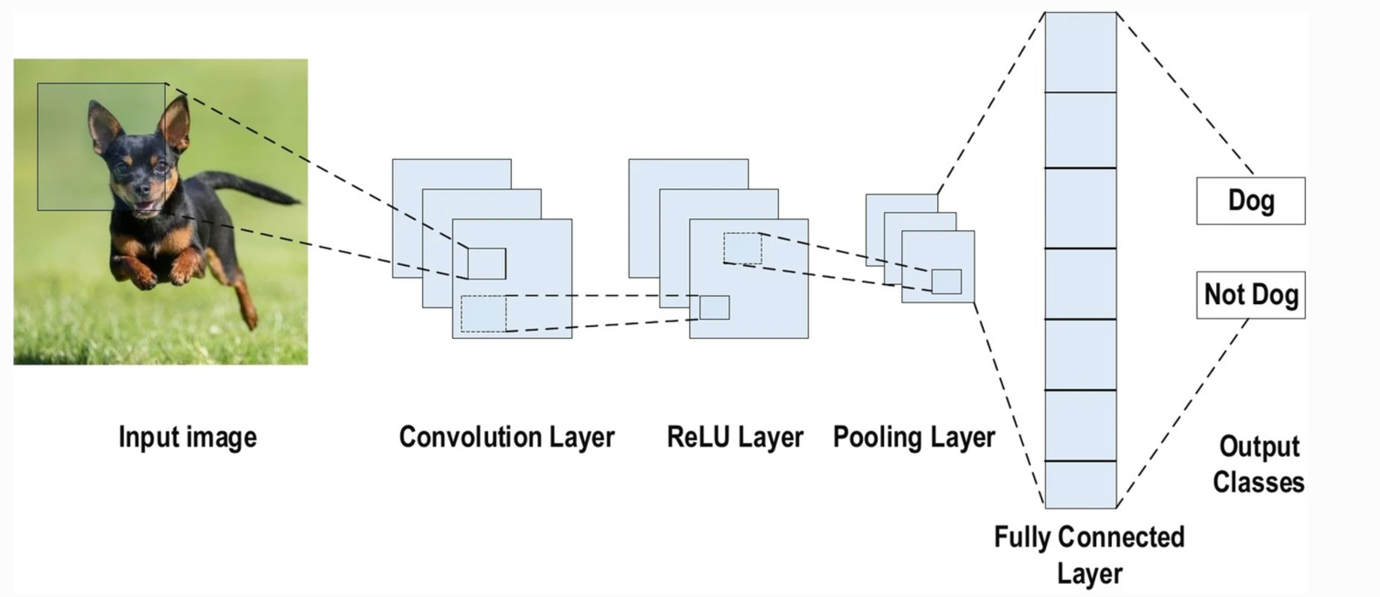 Dog
Not Dog
Input image
Convolution Layer
ReLU Layer
Pooling Layer
Output
Classes
Fully Connected
Layer